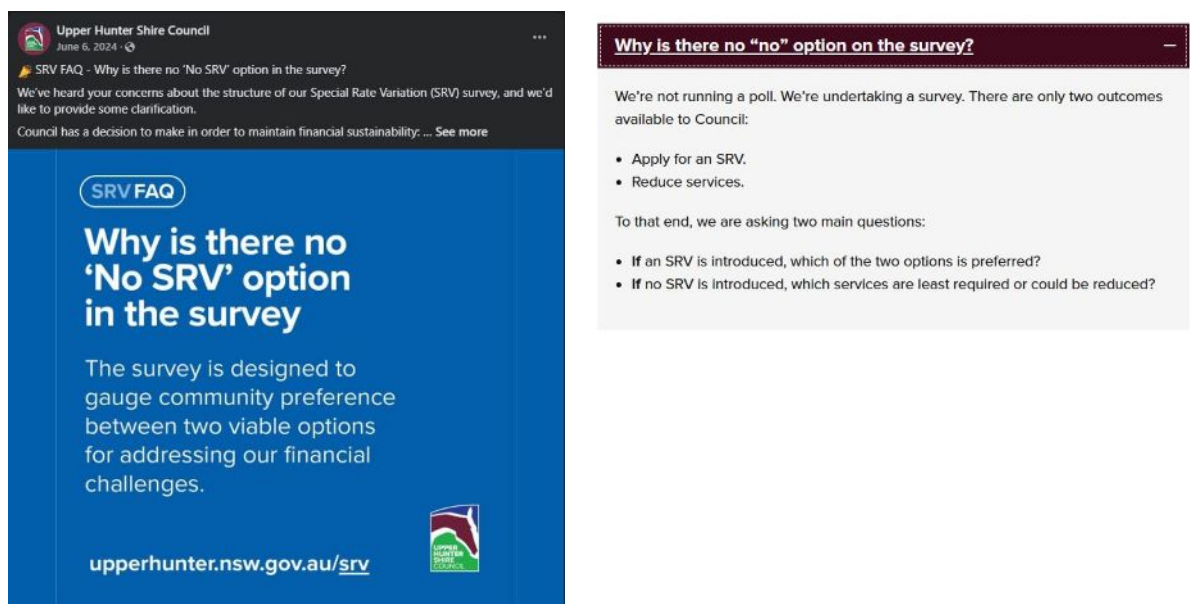 Upper Hunter Shire Council
June 6, 2024 ·
SRV FAQ - Why is there no 'No SRV' option in the survey?
We've heard your concerns about the structure of our Special Rate Variation (SRV) survey, and we'd
like to provide some clarification.
Council has a decision to make in order to maintain financial sustainability: ... See more
SRV FAQ
Why is there no
'No SRV' option
in the survey
The survey is designed to
gauge community preference
between two viable options
for addressing our financial
challenges.
upperhunter.nsw.gov.au/srv
UPPER
HUNTER
SHIRE
COUNCIL
Why is there no “no” option on the survey?
We're not running a poll. We're undertaking a survey. There are only two outcomes
available to Council:
• Apply for an SRV.
• Reduce services.
To that end, we are asking two main questions:
• If an SRV is introduced, which of the two options is preferred?
• If no SRV is introduced, which services are least required or could be reduced?